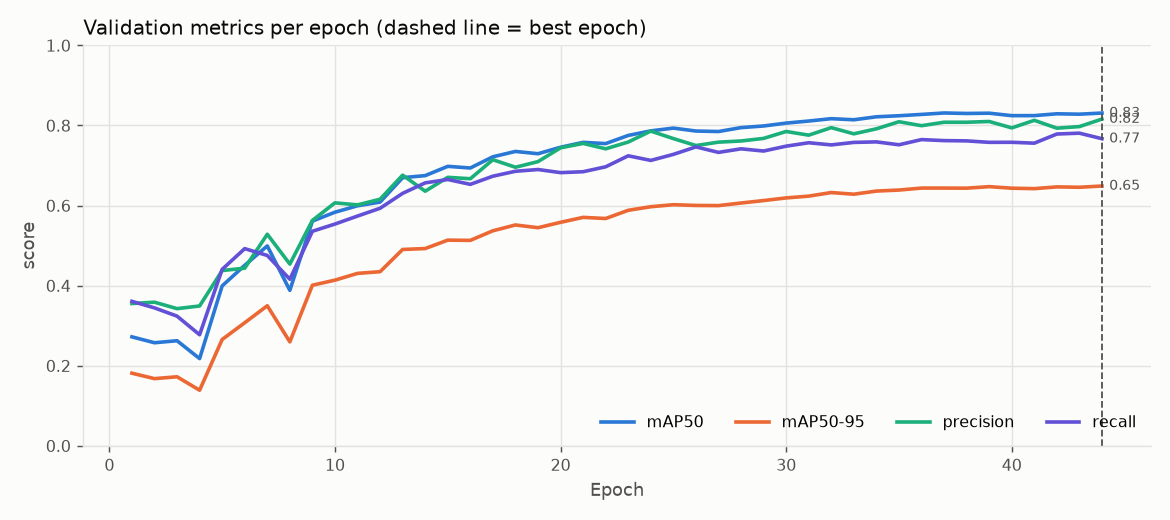 Validation metrics per epoch (dashed line = best epoch)
1.0
0.8
0.6
0.4
0.2
0.0
score
0.83
0.82
0.77
0.65
mAP50 mAP50-95 precision recall
0 10 20 30 40
Epoch